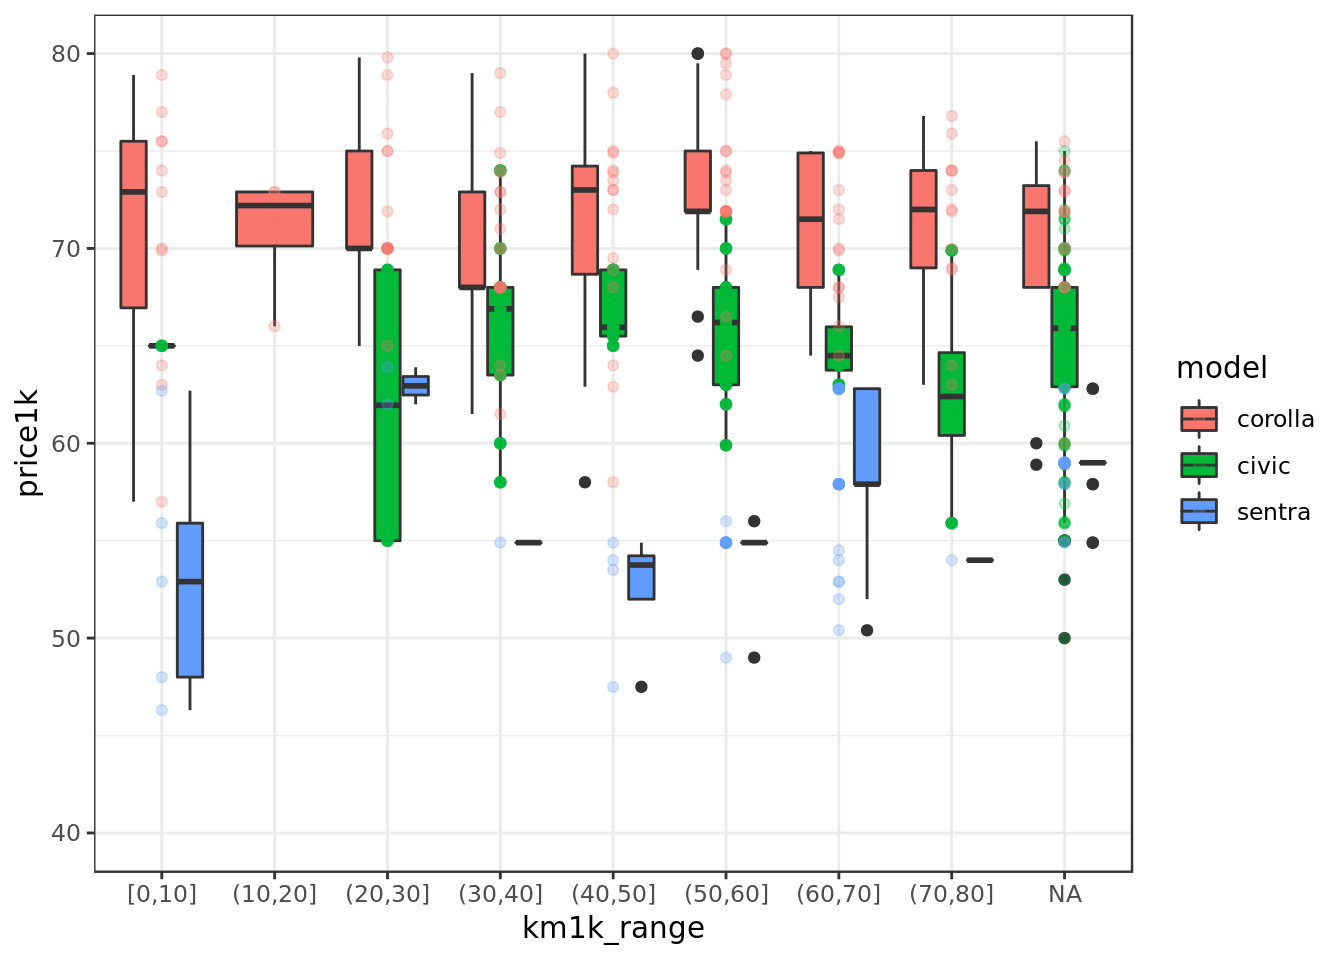 80
70
60
50
40
price1k
[0,10] (10,20] (20,30] (30,40] (40,50] (50,60] (60,70] (70,80] NA
km1k_range
model
corolla
civic
sentra